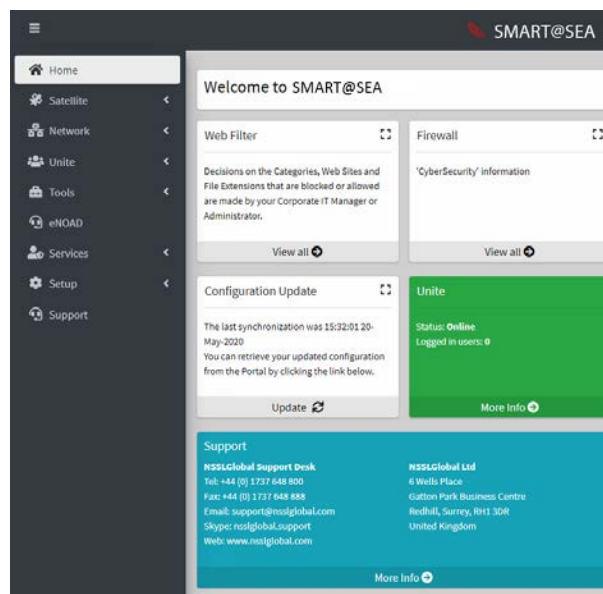 SMART@SEA
Home
Satellite
Network
Unite
Tools
eNOAD
Services
Setup
Support
Welcome to SMART@SEA
Web Filter
Decisions on the Categories, Web Sites and
File Extensions that are blocked or allowed
are made by your Corporate IT Manager or
Administrator.
View all
Firewall
'CyberSecurity' information
View all
Configuration Update
The last synchronization was 15:32:01 20-
May-2020
You can retrieve your updated configuration
from the Portal by clicking the link below.
Update
Unite
Status: Online
Logged in users: 0
More Info
Support
NSSLGlobal Support Desk
Tel: +44 (0) 1737 648 800
Fax: +44 (0) 1737 648 888
Email: support@nsslglobal.com
Skype: nsslglobal.support
Web: www.nsslglobal.com
NSSLGlobal Ltd
6 Wells Place
Gatton Park Business Centre
Redhill, Surrey, RH1 3DR
United Kingdom
More Info